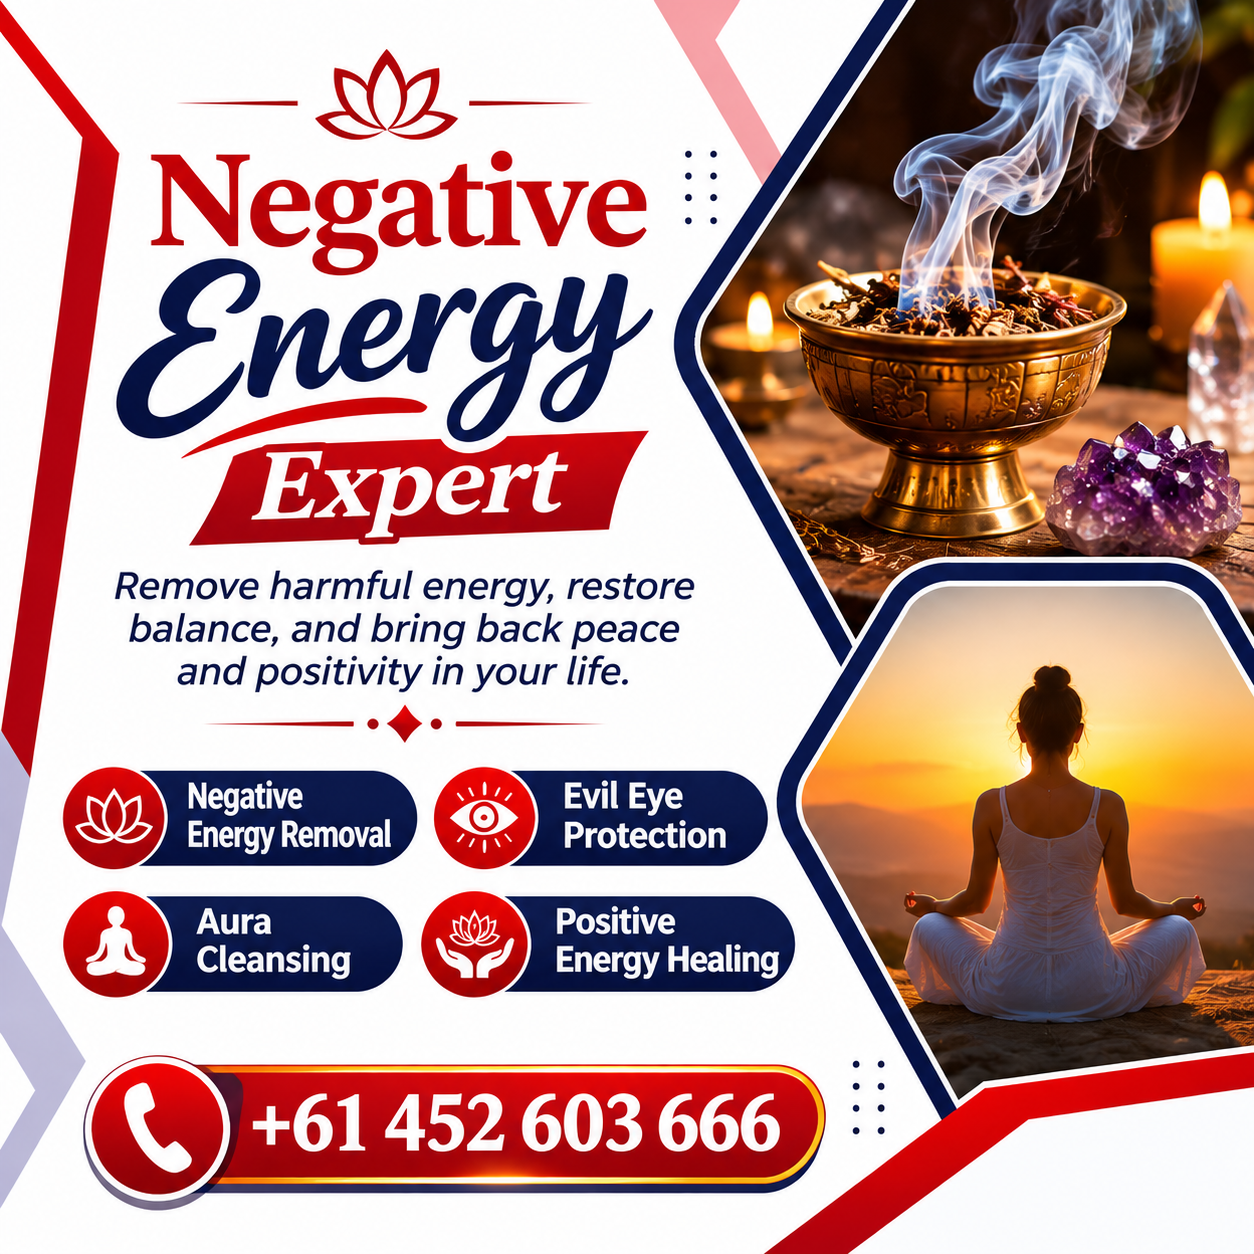 Negative
Energy
Expert
Remove harmful energy, restore
balance, and bring back peace
and positivity in your life.
Negative
Energy Removal
Evil Eye
Protection
Aura
Cleansing
Positive
Energy Healing
+61 452 603 666